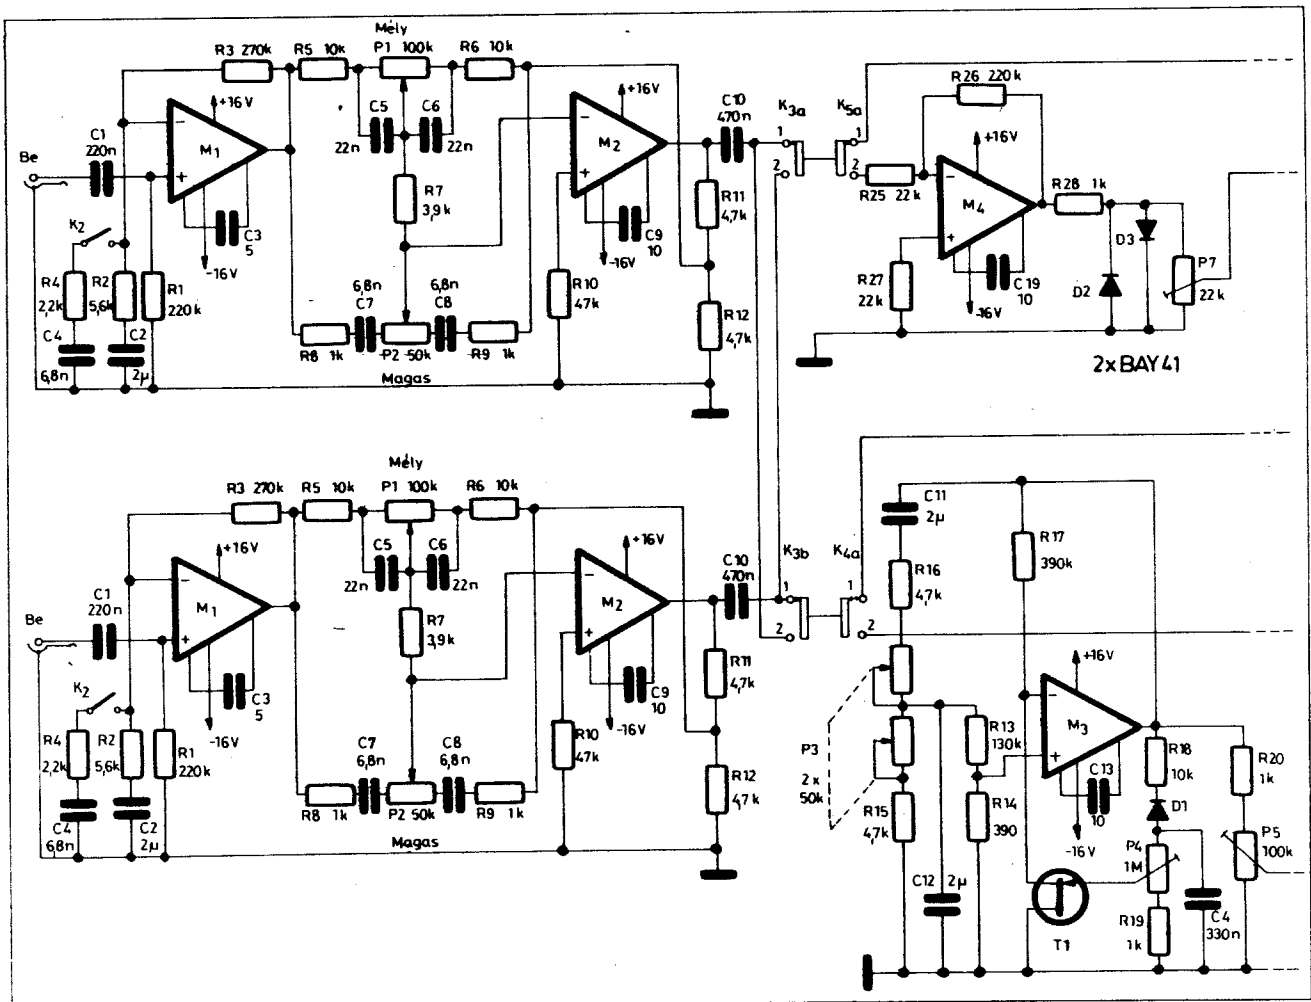 Mély
R3 270k R5 10k P1 100k R6 10k
+16V
C1
220n
M1
Be
C5
C6
22n
22n
R7
3,9k
+16V
M2
C10
470n
K3a
K5a
1
1
2
2
R26 220k
+16V
R25 22k
M4
R28 1k
D3
D2
P7
22k
R27
22k
C19
10
-16V
2xBAY41
K2
C3
5
-16V
R4
2,2k
R2
5,6k
R1
220k
C4
6,8n
C2
2µ
6,8n
C7
6,8n
C8
R8 1k
P2 50k
R9 1k
Magas
C9
10
-16V
R10
47k
R11
4,7k
R12
4,7k
Mély
R3 270k R5 10k P1 100k R6 10k
+16V
C1
220n
M1
Be
C5
C6
22n
22n
R7
3,9k
+16V
M2
C10
470n
K3b
K4a
1
1
2
2
K2
C3
5
-16V
R4
2,2k
R2
5,6k
R1
220k
C4
6,8n
C2
2µ
C7
6,8n
C8
6,8n
R8 1k
P2 50k
R9 1k
Magas
C9
10
-16V
R10
47k
R11
4,7k
R12
4,7k
C11
2µ
R17
390k
R16
4,7k
+16V
M3
P3
2x
50k
R13
130k
R15
4,7k
R14
390
C13
10
-16V
R18
10k
D1
R20
1k
P4
1M
P5
100k
C12 2µ
T1
R19
1k
C4
330n